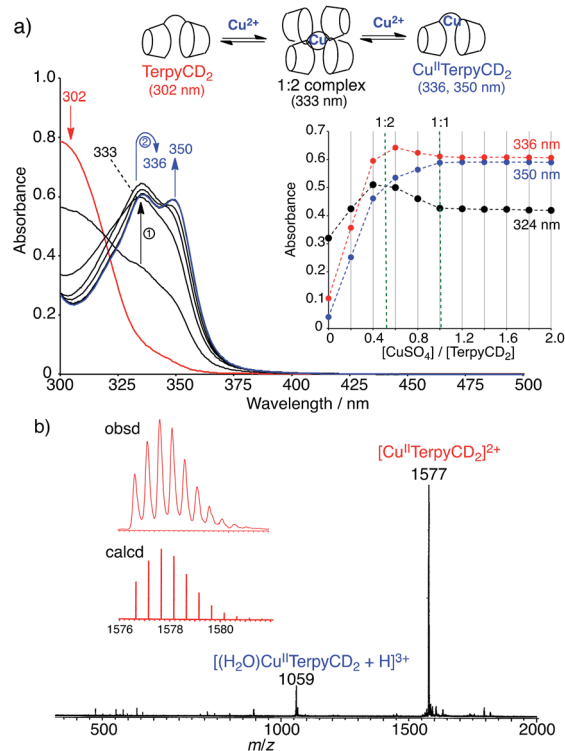 a)
Cu2+
Cu2+
Cu
Cu
TerpyCD2
(302 nm)
1:2 complex
(333 nm)
CuIITerpyCD2
(336, 350 nm)
1.0
0.8
0.6
0.4
0.2
0
Absorbance
302
333
②
336
350
①
300
325
350
375
400
425
450
475
500
Wavelength / nm
1:2
1:1
0.7
0.6
0.5
0.4
0.3
0.2
0.1
0
Absorbance
336 nm
350 nm
324 nm
0
0.4
0.8
1.2
1.6
2.0
[CuSO4] / [TerpyCD2]
b)
obsd
calcd
1576
1578
1580
[CuIITerpyCD2]2+
1577
[(H2O)CuIITerpyCD2 + H]3+
1059
500
1000
1500
2000
m/z